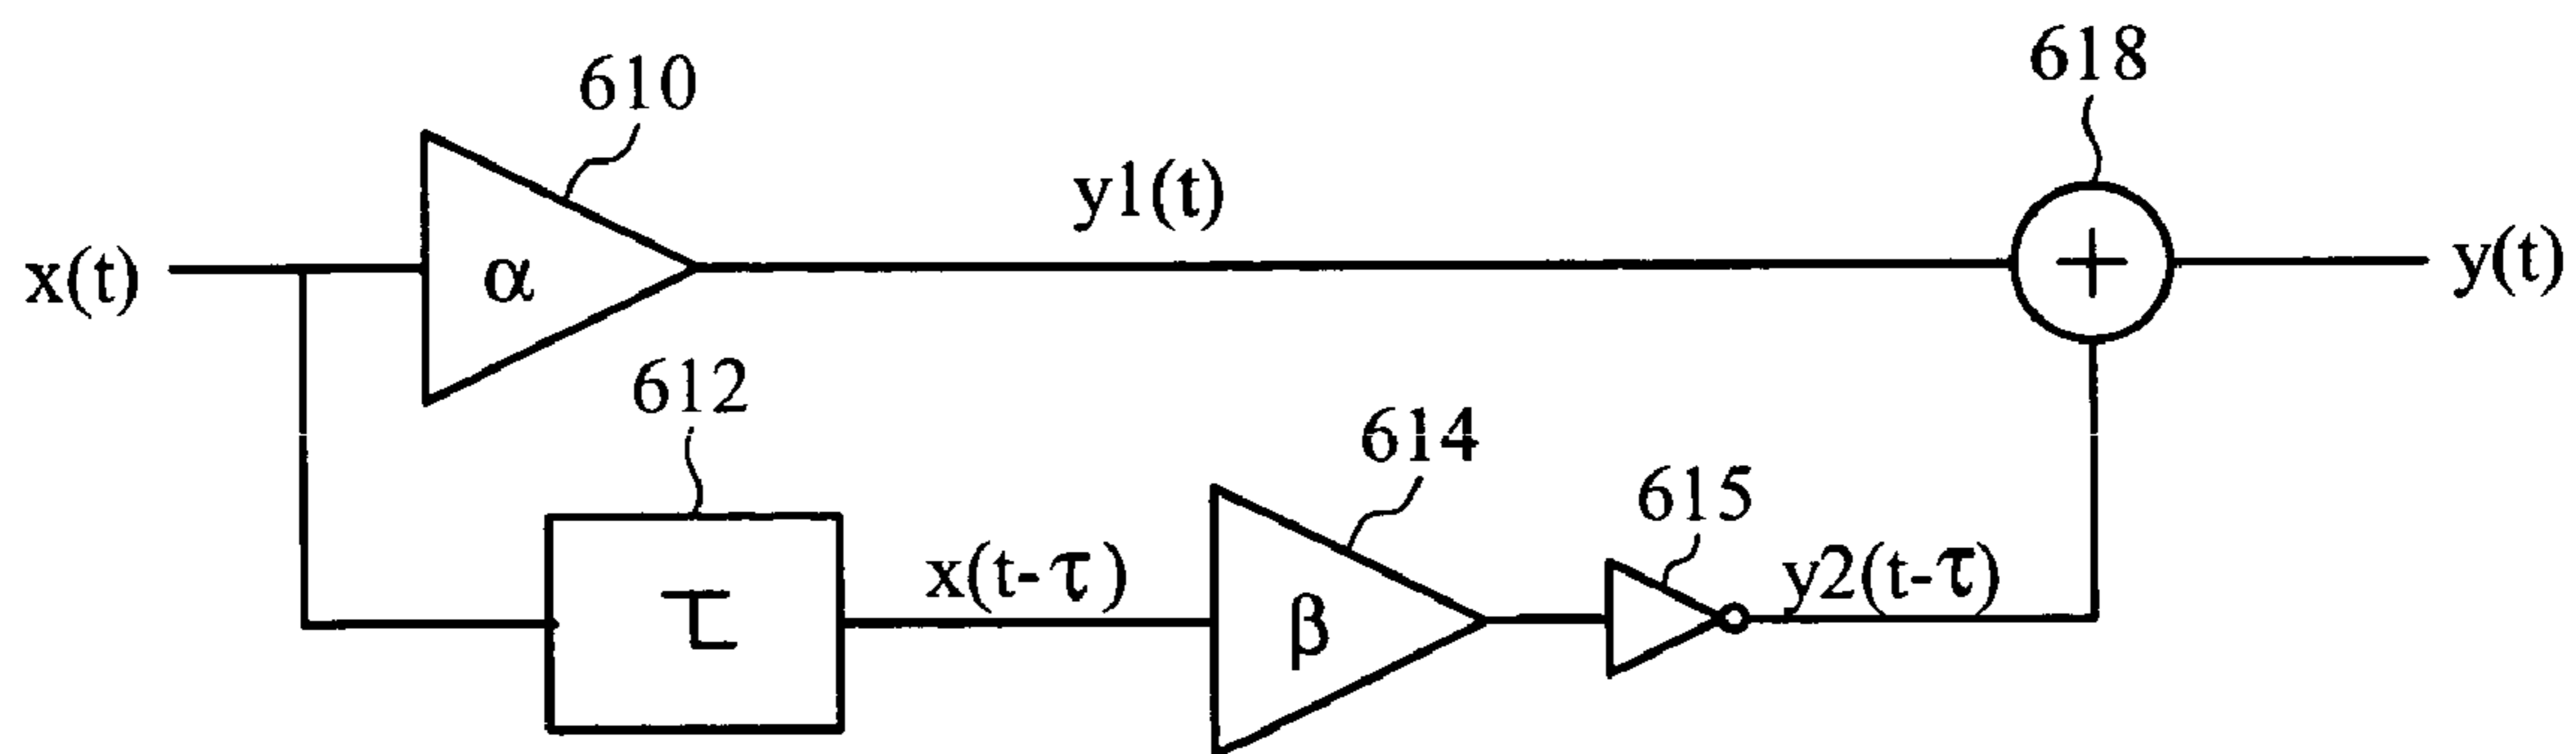 618
610
y1(t)
x(t)
α
+
y(t)
612
614
615
τ
x(t-τ)
β
y2(t-τ)